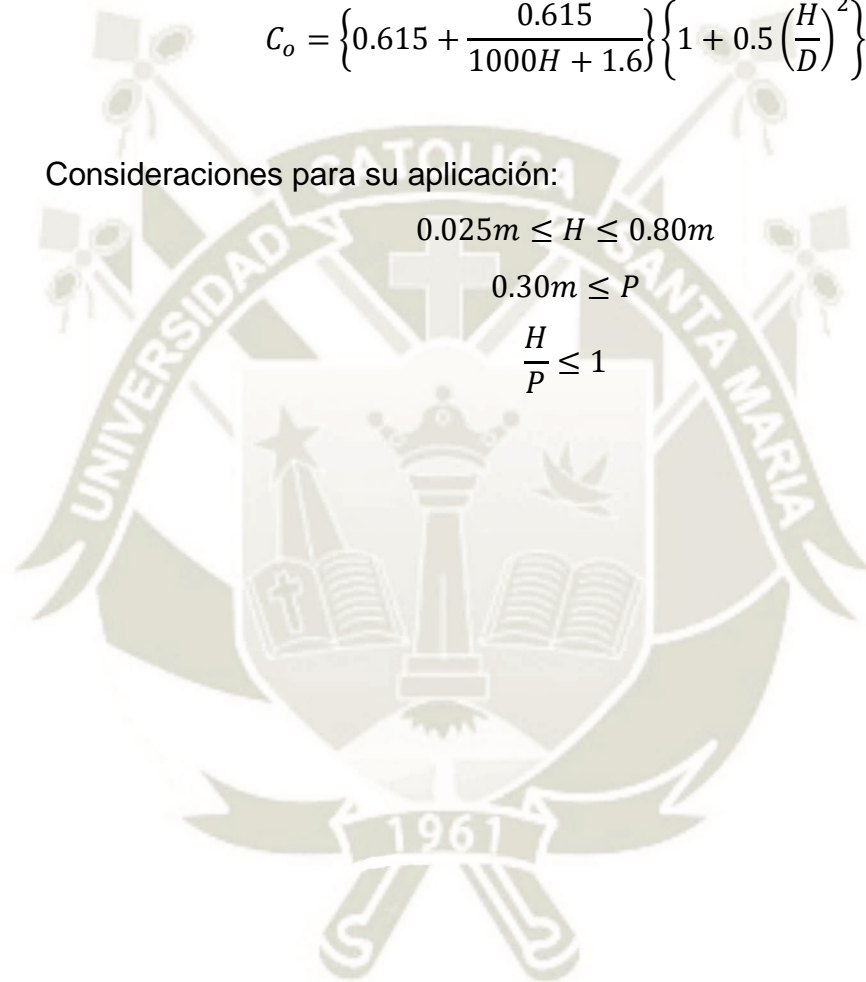 C_o = {0.615 + 0.615 / (1000H + 1.6)} {1 + 0.5 (H/D)^2}
Consideraciones para su aplicación:
0.025m ≤ H ≤ 0.80m
0.30m ≤ P
H/P ≤ 1
UNIVERSIDAD CATOLICA SANTA MARIA
1961